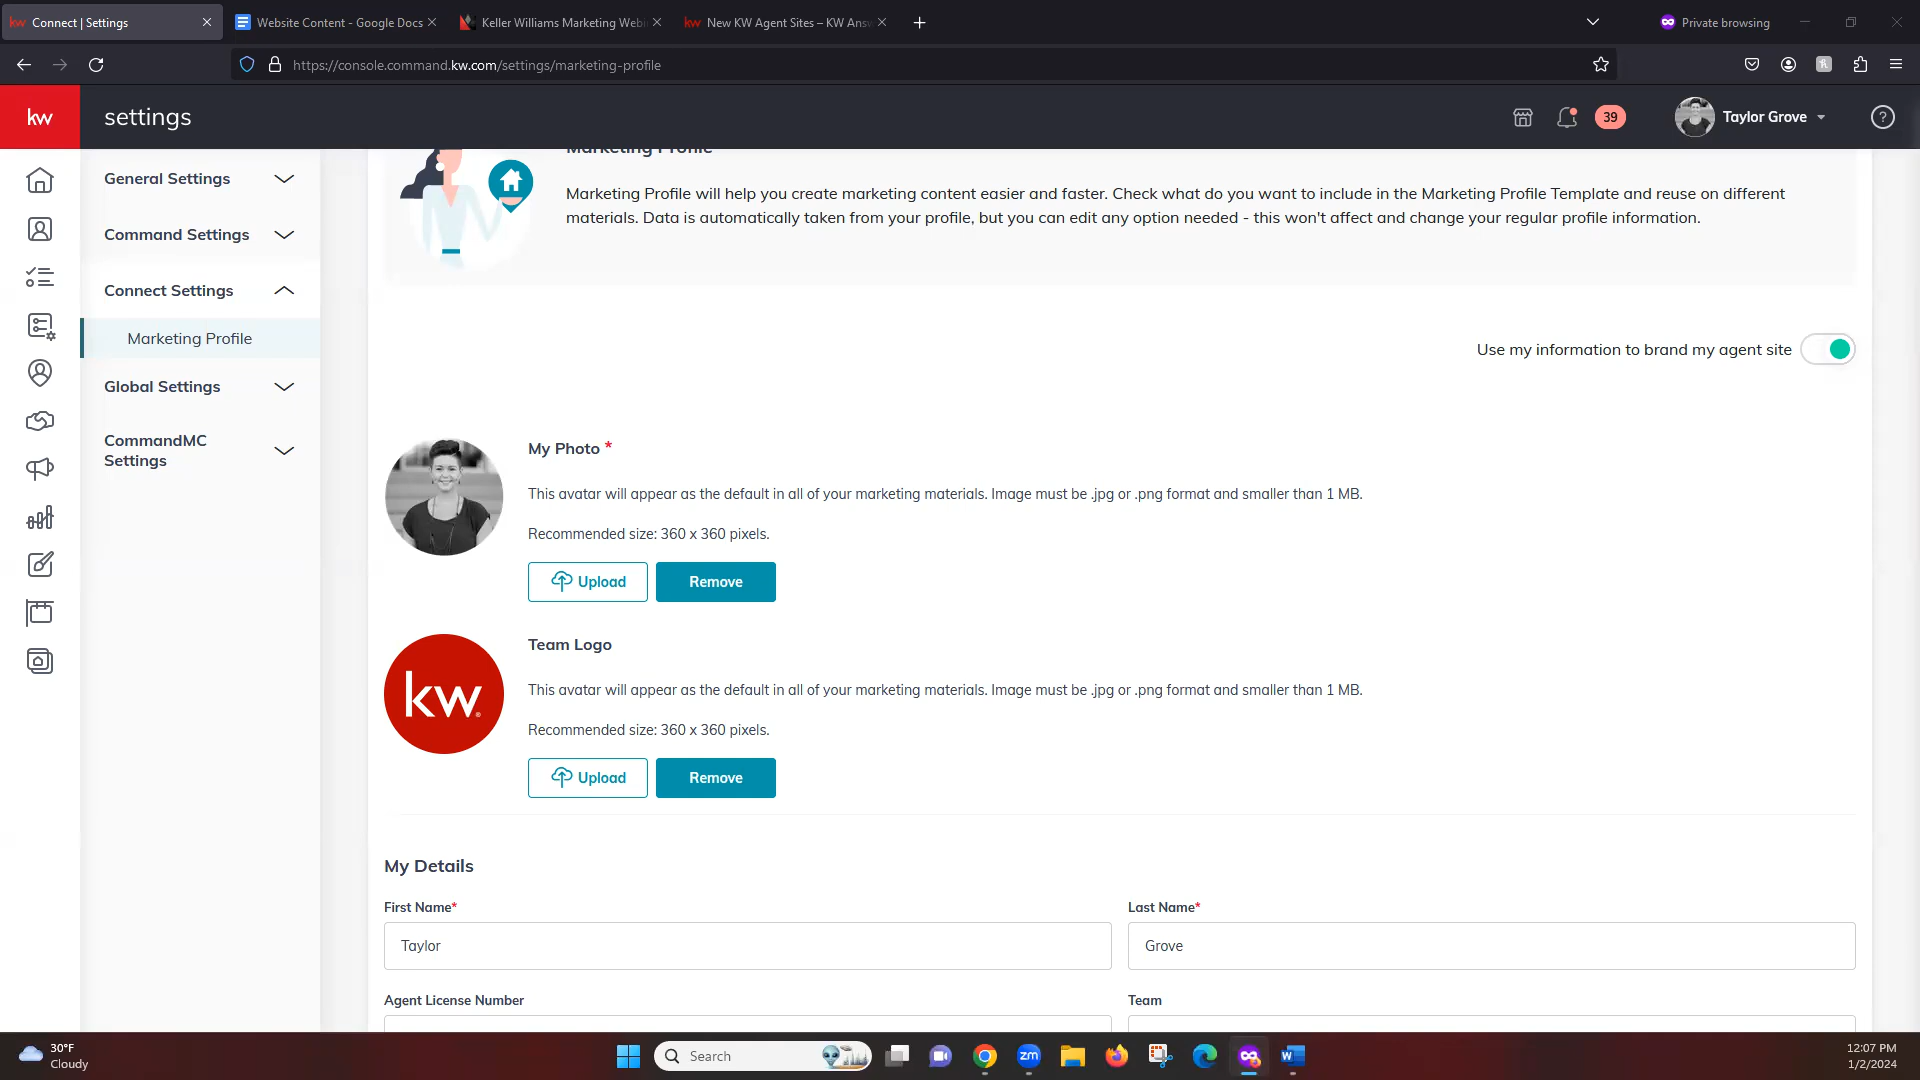 kw Connect | Settings
Website Content - Google Docs
Keller Williams Marketing Webi
kw New KW Agent Sites – KW Answ
Private browsing
https://console.command.kw.com/settings/marketing-profile
kw
settings
39
Taylor Grove
?
General Settings
Command Settings
Connect Settings
Marketing Profile
Global Settings
CommandMC
Settings
Marketing Profile
Marketing Profile will help you create marketing content easier and faster. Check what do you want to include in the Marketing Profile Template and reuse on different
materials. Data is automatically taken from your profile, but you can edit any option needed - this won't affect and change your regular profile information.
Use my information to brand my agent site
My Photo *
This avatar will appear as the default in all of your marketing materials. Image must be .jpg or .png format and smaller than 1 MB.
Recommended size: 360 x 360 pixels.
Upload
Remove
kw®
Team Logo
This avatar will appear as the default in all of your marketing materials. Image must be .jpg or .png format and smaller than 1 MB.
Recommended size: 360 x 360 pixels.
Upload
Remove
My Details
First Name*
Last Name*
Taylor
Grove
Agent License Number
Team
30°F
Cloudy
Search
zm
W
12:07 PM
1/2/2024